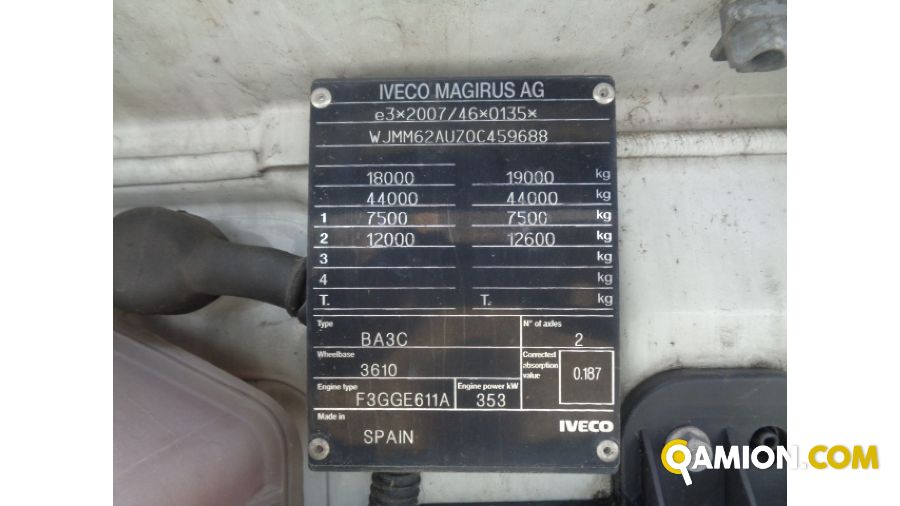 IVECO MAGIRUS AG
e3*2007/46*0135*
WJMM62AUZ0C459688
18000 19000 kg
44000 44000 kg
1 7500 7500 kg
2 12000 12600 kg
3 kg
4 kg
T. T. kg
Type BA3C N° of axles 2
Wheelbase 3610 Corrected absorption value 0.187
Engine type F3GGE611A Engine power kW 353
Made in SPAIN IVECO
QAMION.COM